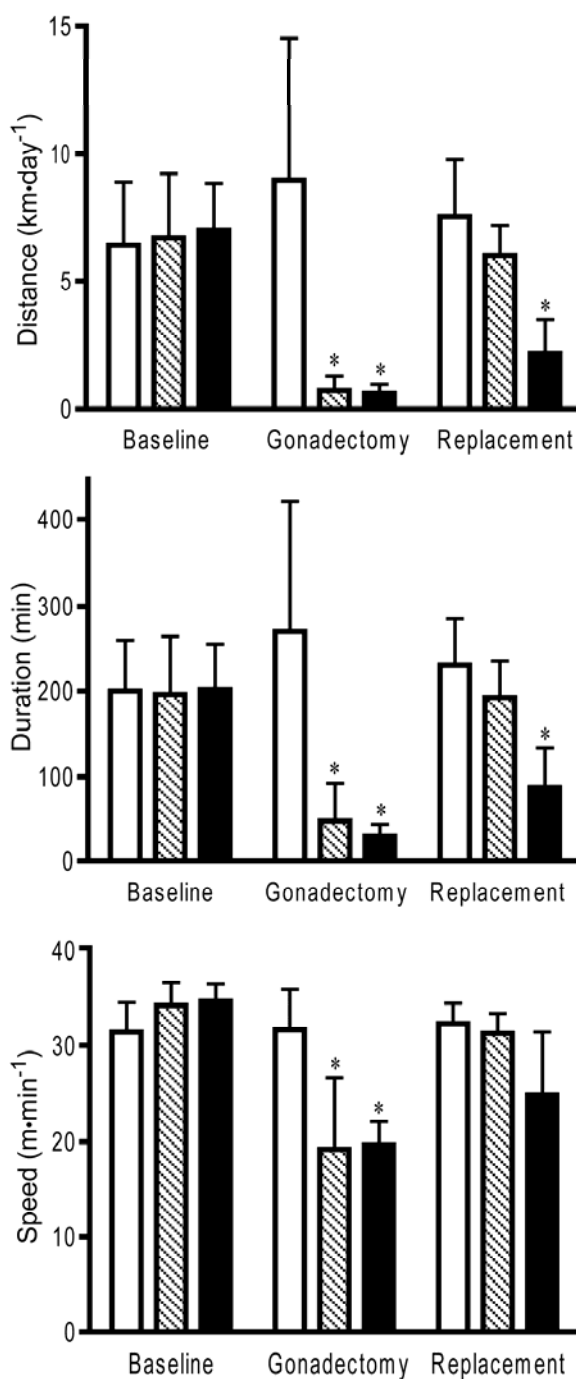 Distance (km•day⁻¹)
15
10
5
0
*
*
*
Baseline
Gonadectomy
Replacement
Duration (min)
400
300
200
100
0
*
*
*
Baseline
Gonadectomy
Replacement
Speed (m•min⁻¹)
40
30
20
10
0
*
*
Baseline
Gonadectomy
Replacement